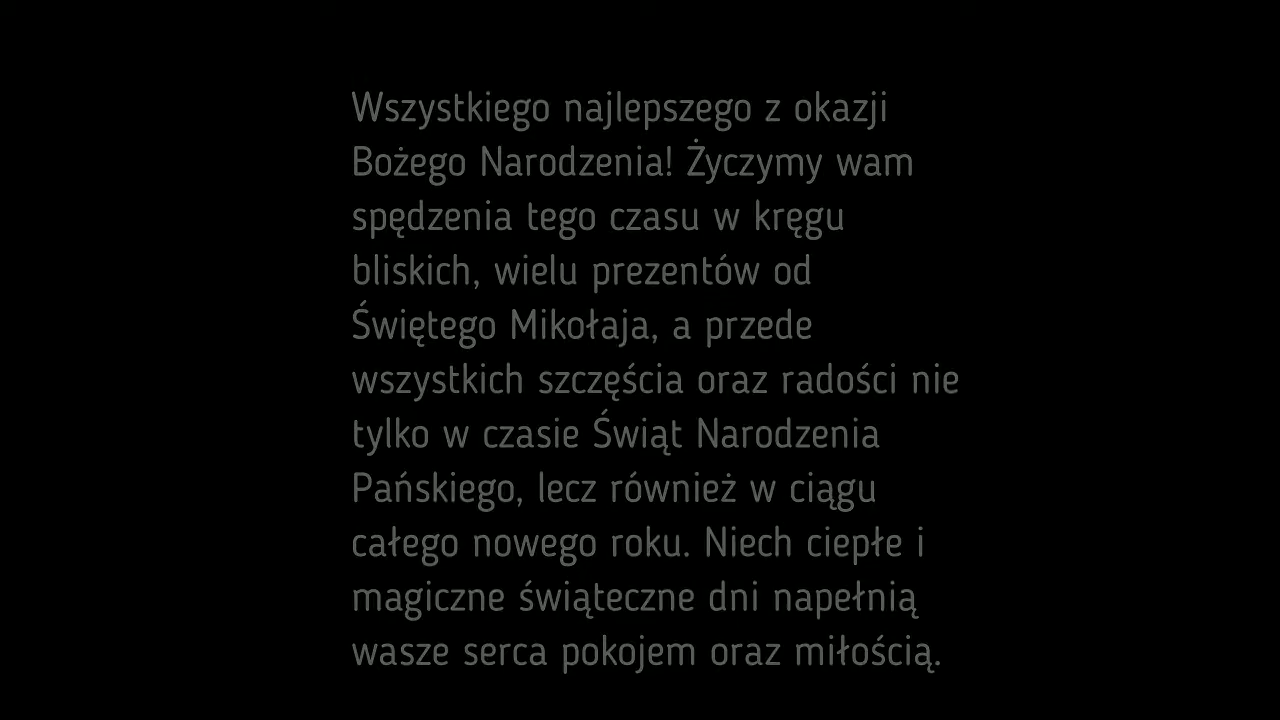 Wszystkiego najlepszego z okazji
Bożego Narodzenia! Życzymy wam
spędzenia tego czasu w kręgu
bliskich, wielu prezentów od
Świętego Mikołaja, a przede
wszystkich szczęścia oraz radości nie
tylko w czasie Świąt Narodzenia
Pańskiego, lecz również w ciągu
całego nowego roku. Niech ciepłe i
magiczne świąteczne dni napełnią
wasze serca pokojem oraz miłością.